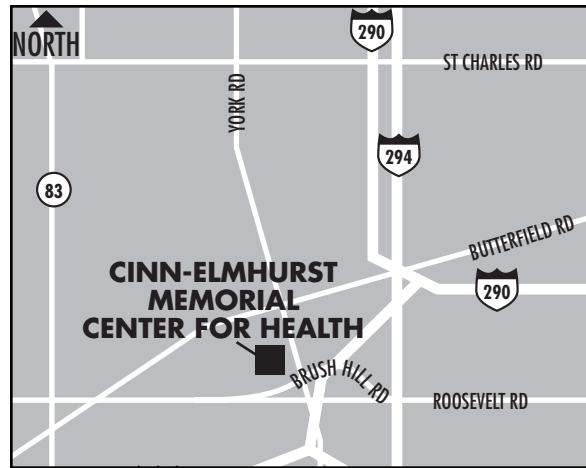 NORTH
290
ST CHARLES RD
YORK RD
294
83
BUTTERFIELD RD
CINN-ELMHURST
MEMORIAL
CENTER FOR HEALTH
290
BRUSH HILL RD
ROOSEVELT RD